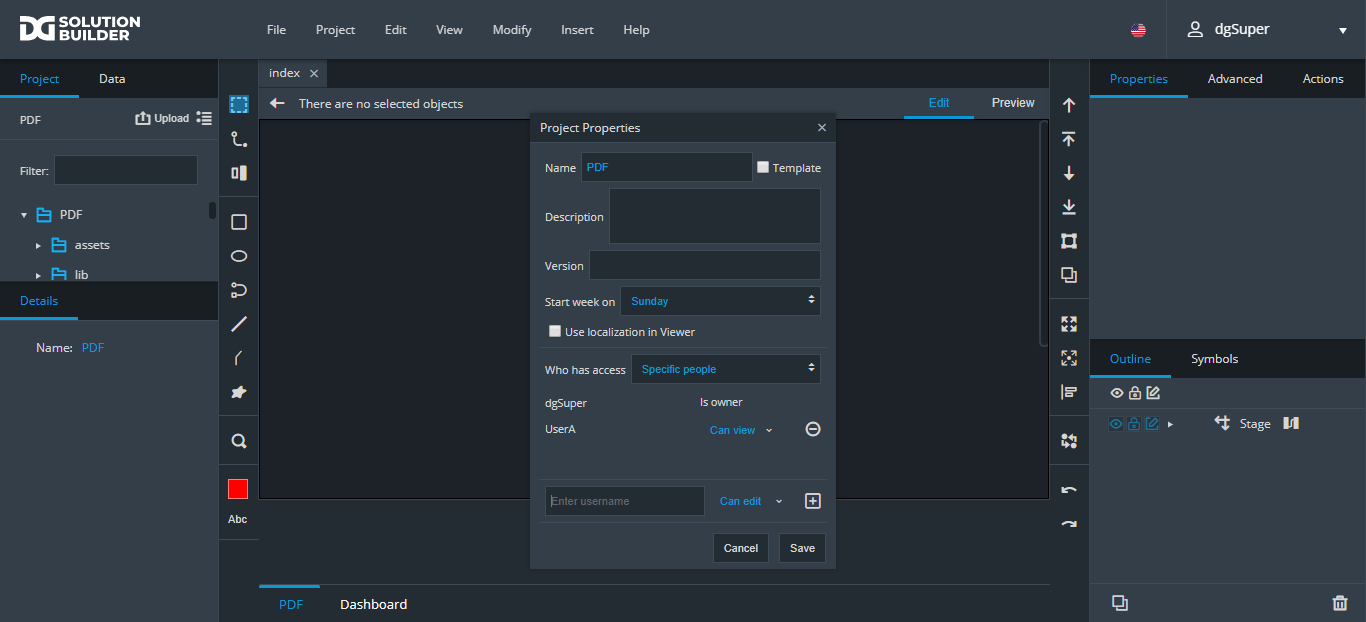 DG SOLUTION BUILDER
File Project Edit View Modify Insert Help
dgSuper
Project Data
PDF Upload
Filter:
PDF
assets
lib
Details
Name: PDF
Abc
index
There are no selected objects Edit Preview
Project Properties
Name PDF Template
Description
Version
Start week on Sunday
Use localization in Viewer
Who has access Specific people
dgSuper Is owner
UserA Can view
Enter username Can edit
Cancel Save
PDF Dashboard
Properties Advanced Actions
Outline Symbols
Stage